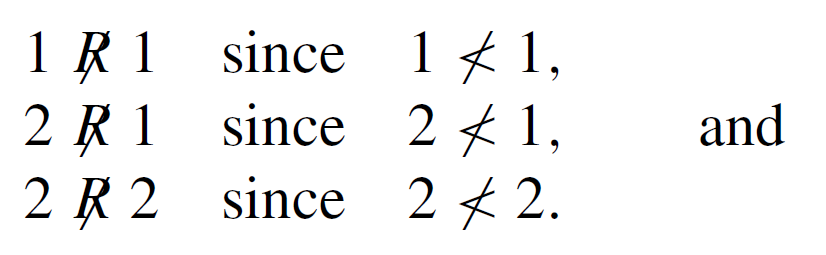 1 R̸ 1 since 1 ≮ 1,
2 R̸ 1 since 2 ≮ 1, and
2 R̸ 2 since 2 ≮ 2.